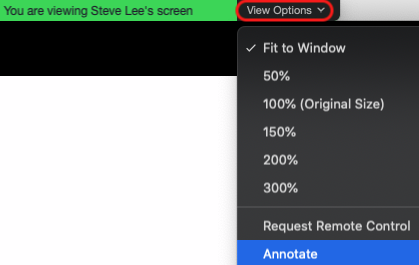 You are viewing Steve Lee's screen
View Options
Fit to Window
50%
100% (Original Size)
150%
200%
300%
Request Remote Control
Annotate